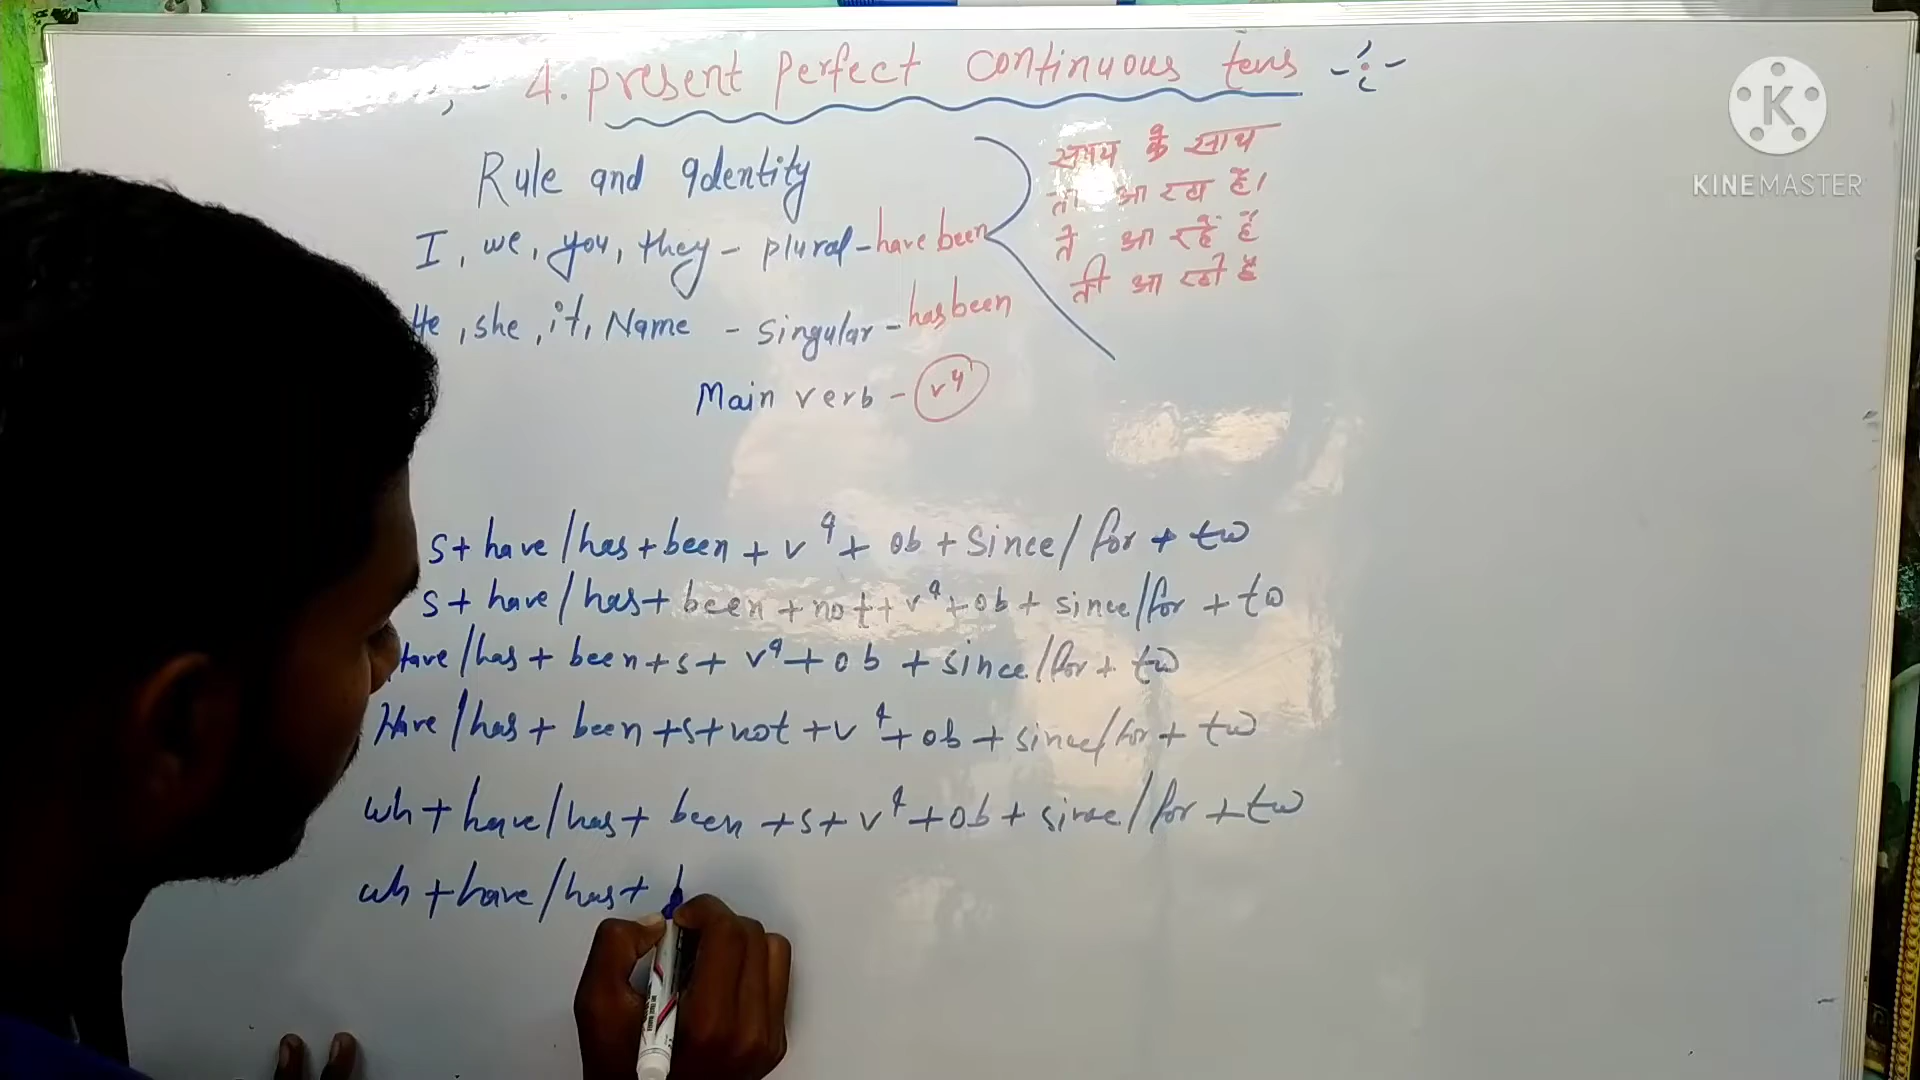 4. Present Perfect continuous tens
Rule and qdentity
I, we, you, they - plural - have been
He, she, it, Name - singular - has been
Main verb - v4
समय के साथ
ता आ रहा है।
ते आ रहे हैं
ती आ रही है
S + have / has + been + v4 + ob + Since / for + tw
S + have / has + been + not + v4 + ob + since / for + tw
Have / has + been + s + v4 + ob + since / for + tw
Have / has + been + s + not + v4 + ob + since / for + tw
wh + have / has + been + s + v4 + ob + since / for + tw
wh + have / has + b
K
KINEMASTER